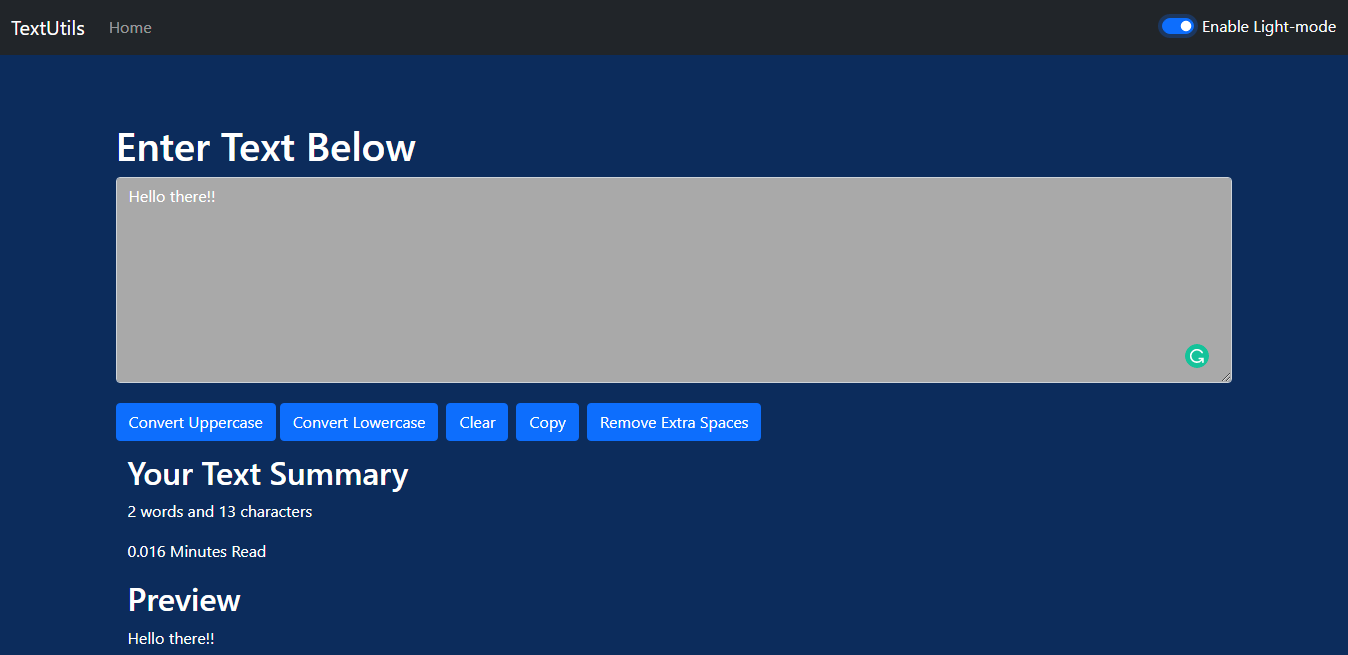 TextUtils Home Enable Light-mode
Enter Text Below
Hello there!!
Convert Uppercase Convert Lowercase Clear Copy Remove Extra Spaces
Your Text Summary
2 words and 13 characters
0.016 Minutes Read
Preview
Hello there!!